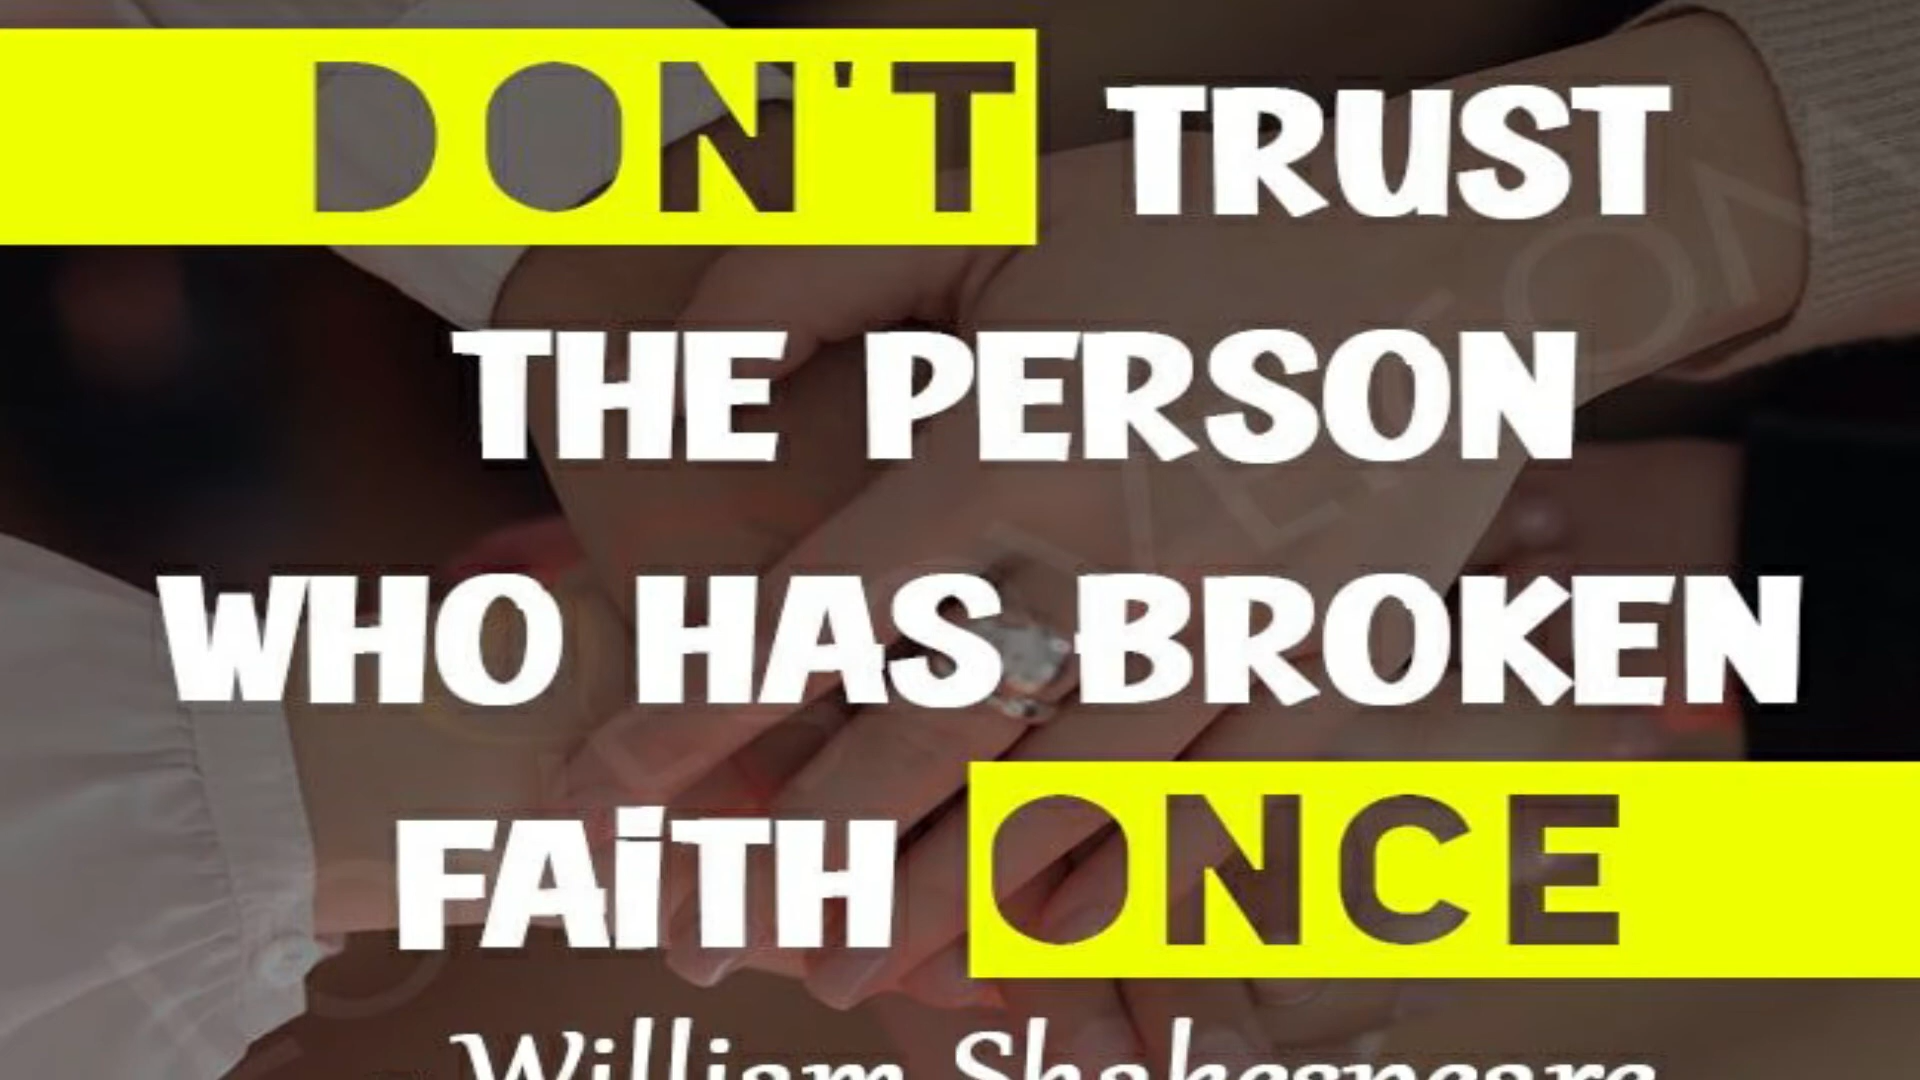 DON'T TRUST
THE PERSON
WHO HAS BROKEN
FAiTH ONCE
William Shakespeare